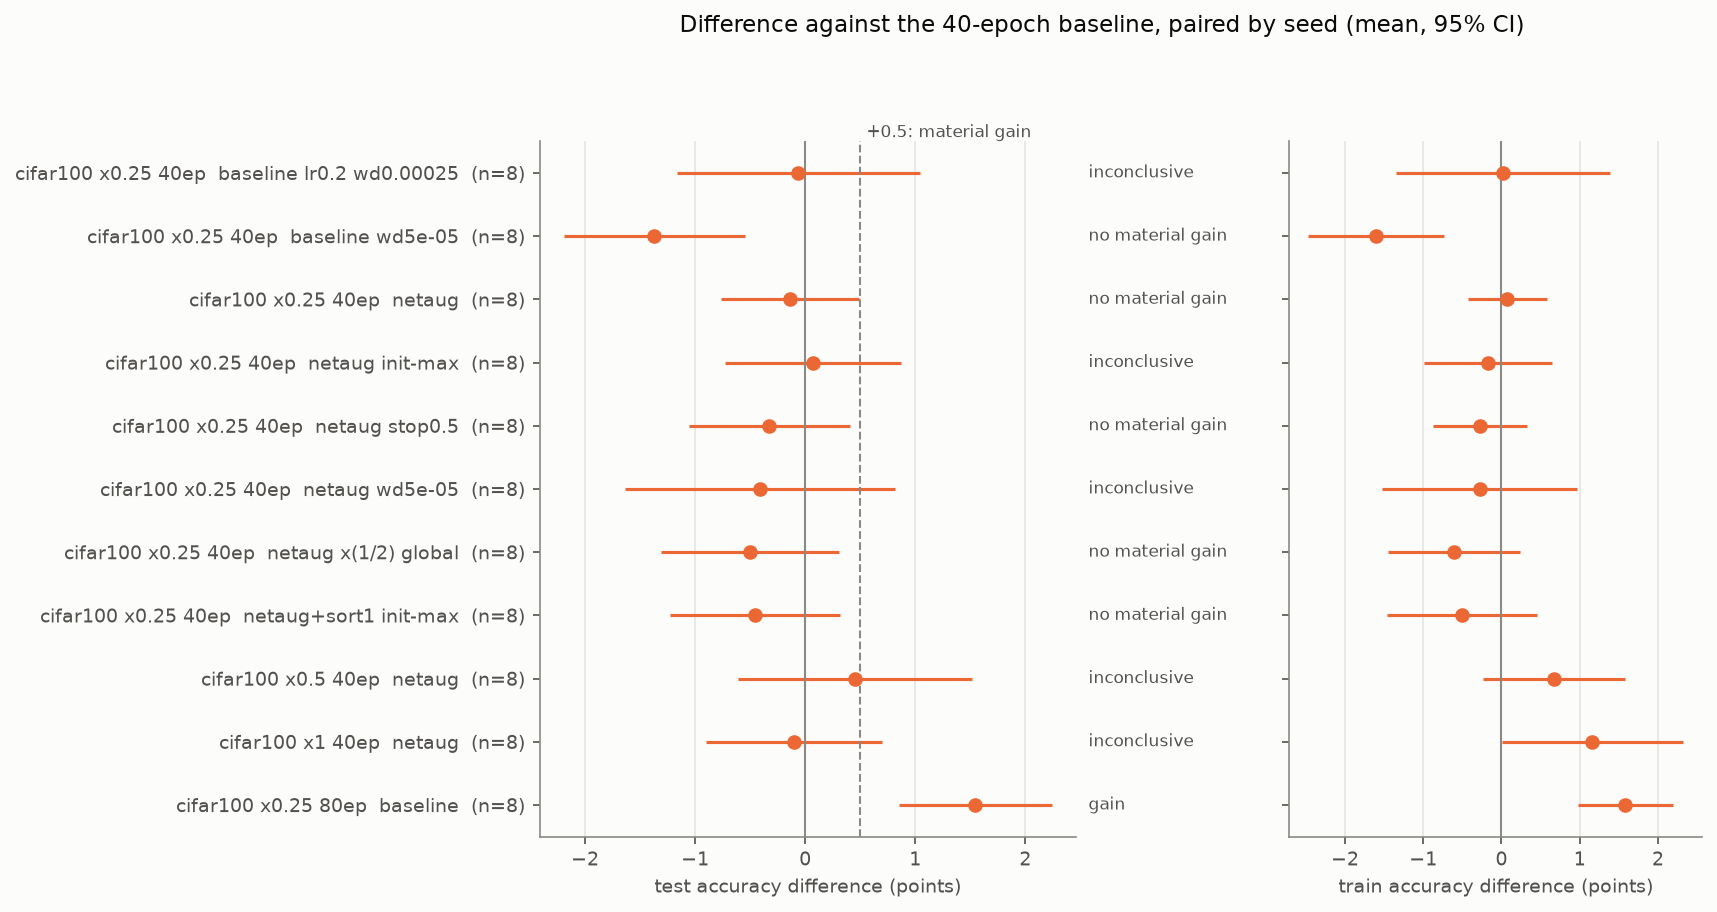 Difference against the 40-epoch baseline, paired by seed (mean, 95% CI)
+0.5: material gain
cifar100 x0.25 40ep  baseline lr0.2 wd0.00025  (n=8)
inconclusive
cifar100 x0.25 40ep  baseline wd5e-05  (n=8)
no material gain
cifar100 x0.25 40ep  netaug  (n=8)
no material gain
cifar100 x0.25 40ep  netaug init-max  (n=8)
inconclusive
cifar100 x0.25 40ep  netaug stop0.5  (n=8)
no material gain
cifar100 x0.25 40ep  netaug wd5e-05  (n=8)
inconclusive
cifar100 x0.25 40ep  netaug x(1/2) global  (n=8)
no material gain
cifar100 x0.25 40ep  netaug+sort1 init-max  (n=8)
no material gain
cifar100 x0.5 40ep  netaug  (n=8)
inconclusive
cifar100 x1 40ep  netaug  (n=8)
inconclusive
cifar100 x0.25 80ep  baseline  (n=8)
gain
−2 −1 0 1 2
test accuracy difference (points)
−2 −1 0 1 2
train accuracy difference (points)